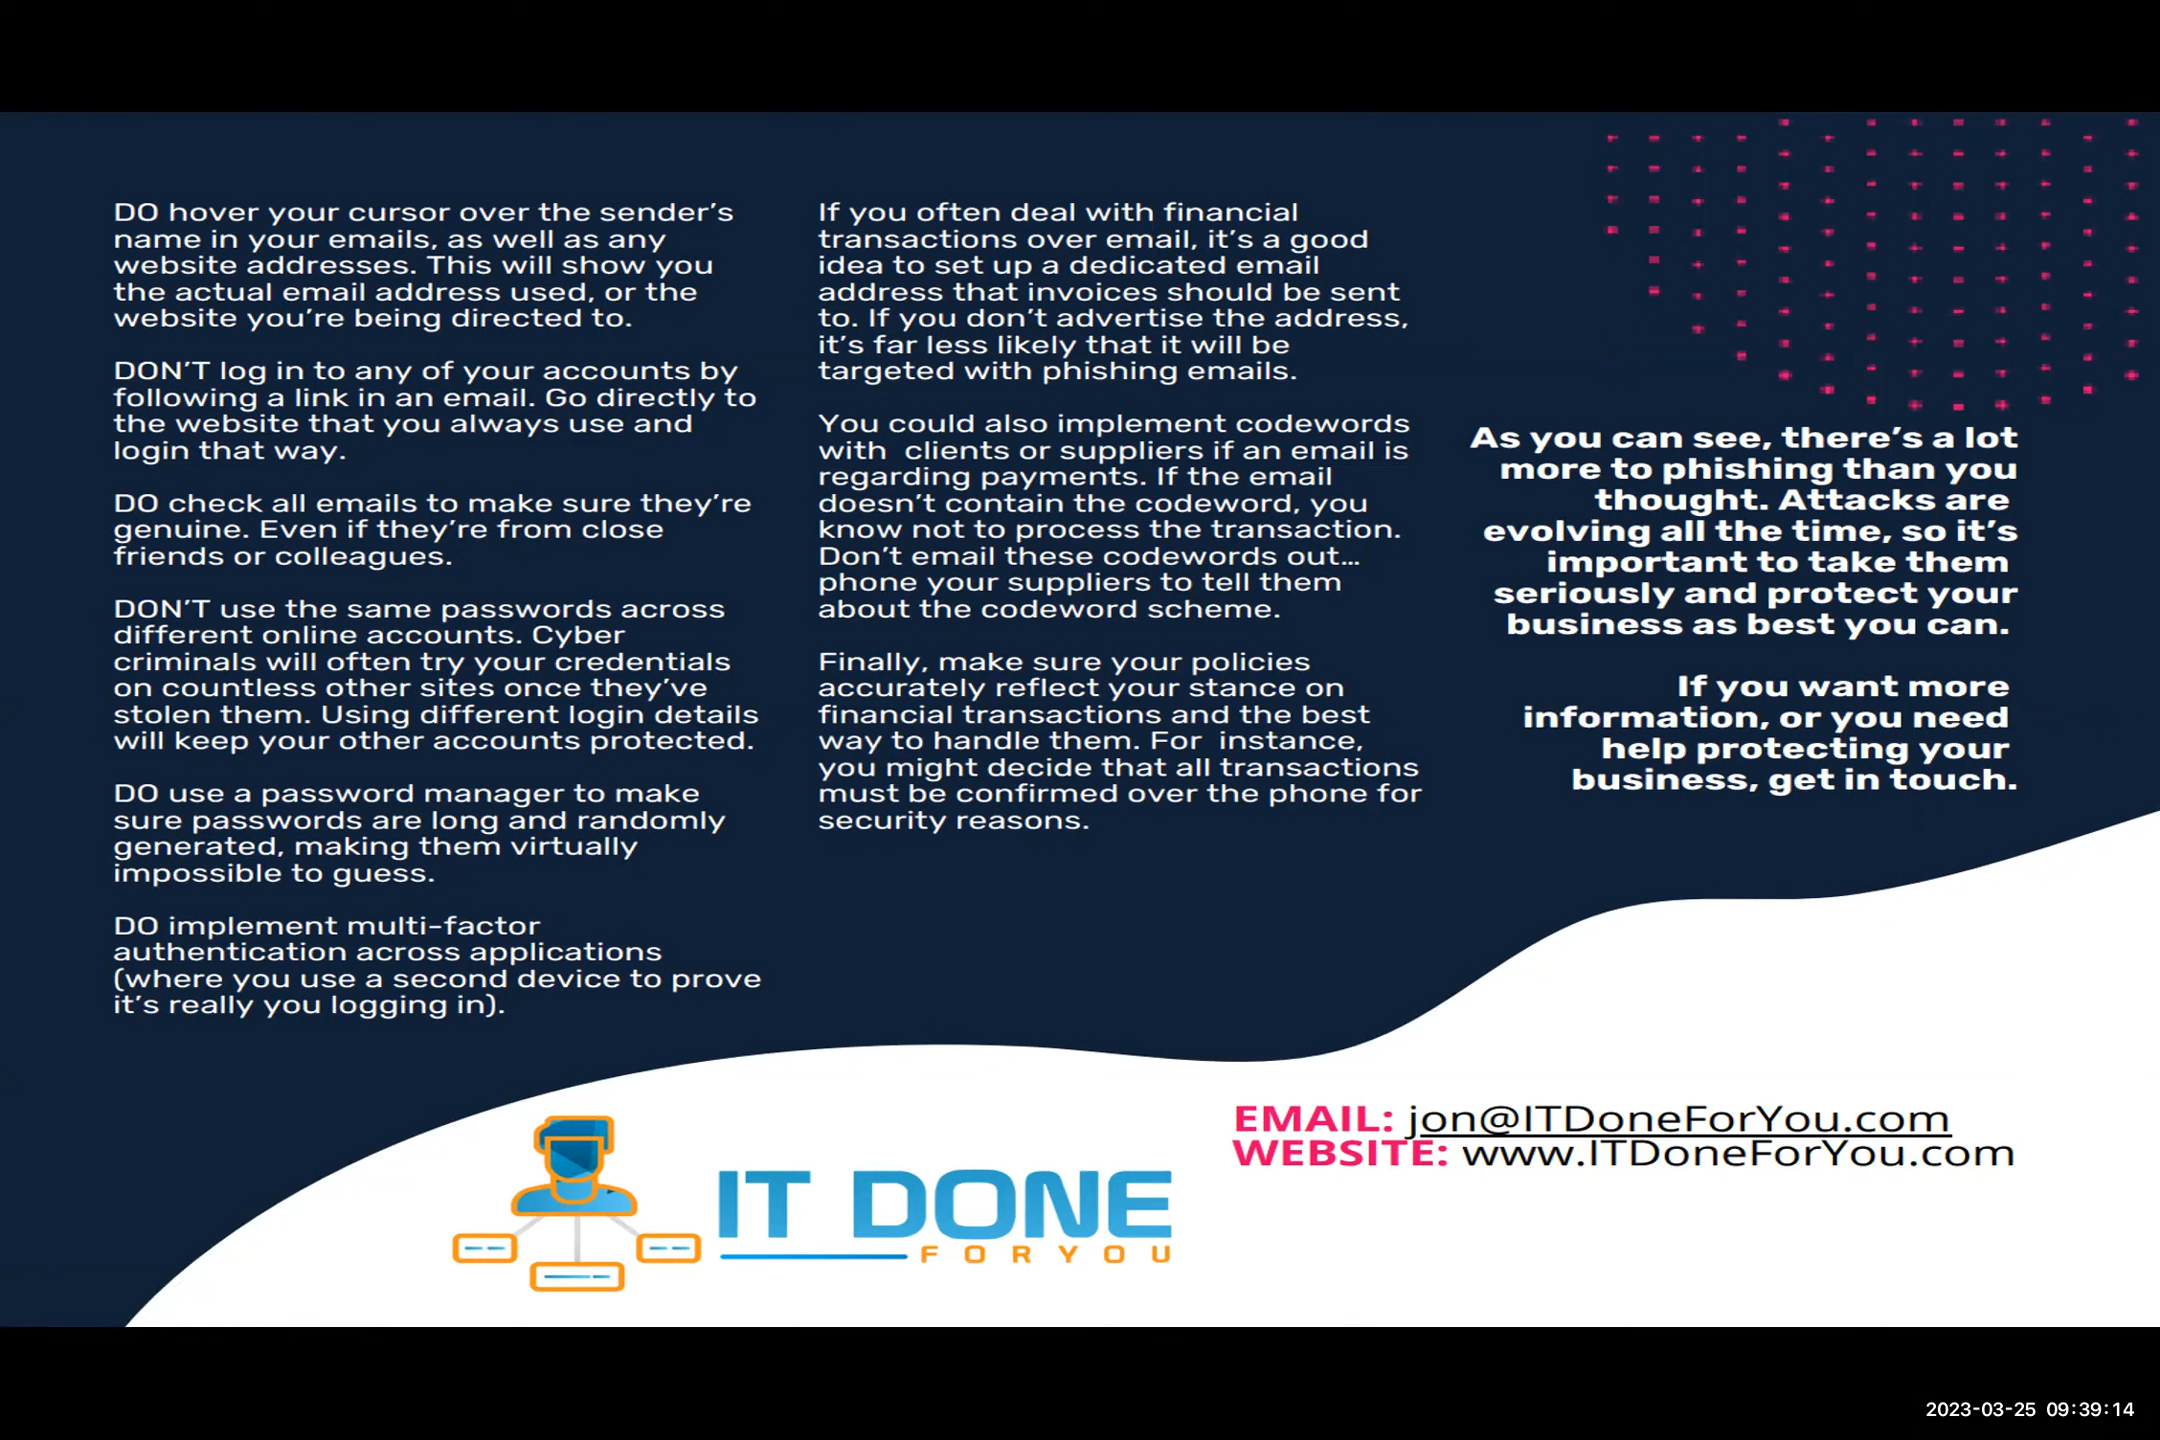 DO hover your cursor over the sender's
name in your emails, as well as any
website addresses. This will show you
the actual email address used, or the
website you're being directed to.
DON'T log in to any of your accounts by
following a link in an email. Go directly to
the website that you always use and
login that way.
DO check all emails to make sure they're
genuine. Even if they're from close
friends or colleagues.
DON'T use the same passwords across
different online accounts. Cyber
criminals will often try your credentials
on countless other sites once they've
stolen them. Using different login details
will keep your other accounts protected.
DO use a password manager to make
sure passwords are long and randomly
generated, making them virtually
impossible to guess.
DO implement multi-factor
authentication across applications
(where you use a second device to prove
it's really you logging in).
If you often deal with financial
transactions over email, it's a good
idea to set up a dedicated email
address that invoices should be sent
to. If you don't advertise the address,
it's far less likely that it will be
targeted with phishing emails.
You could also implement codewords
with  clients or suppliers if an email is
regarding payments. If the email
doesn't contain the codeword, you
know not to process the transaction.
Don't email these codewords out...
phone your suppliers to tell them
about the codeword scheme.
Finally, make sure your policies
accurately reflect your stance on
financial transactions and the best
way to handle them. For  instance,
you might decide that all transactions
must be confirmed over the phone for
security reasons.
As you can see, there's a lot
more to phishing than you
thought. Attacks are
evolving all the time, so it's
important to take them
seriously and protect your
business as best you can.
If you want more
information, or you need
help protecting your
business, get in touch.
IT DONE
FORYOU
EMAIL: jon@ITDoneForYou.com
WEBSITE: www.ITDoneForYou.com
2023-03-25 09:39:14